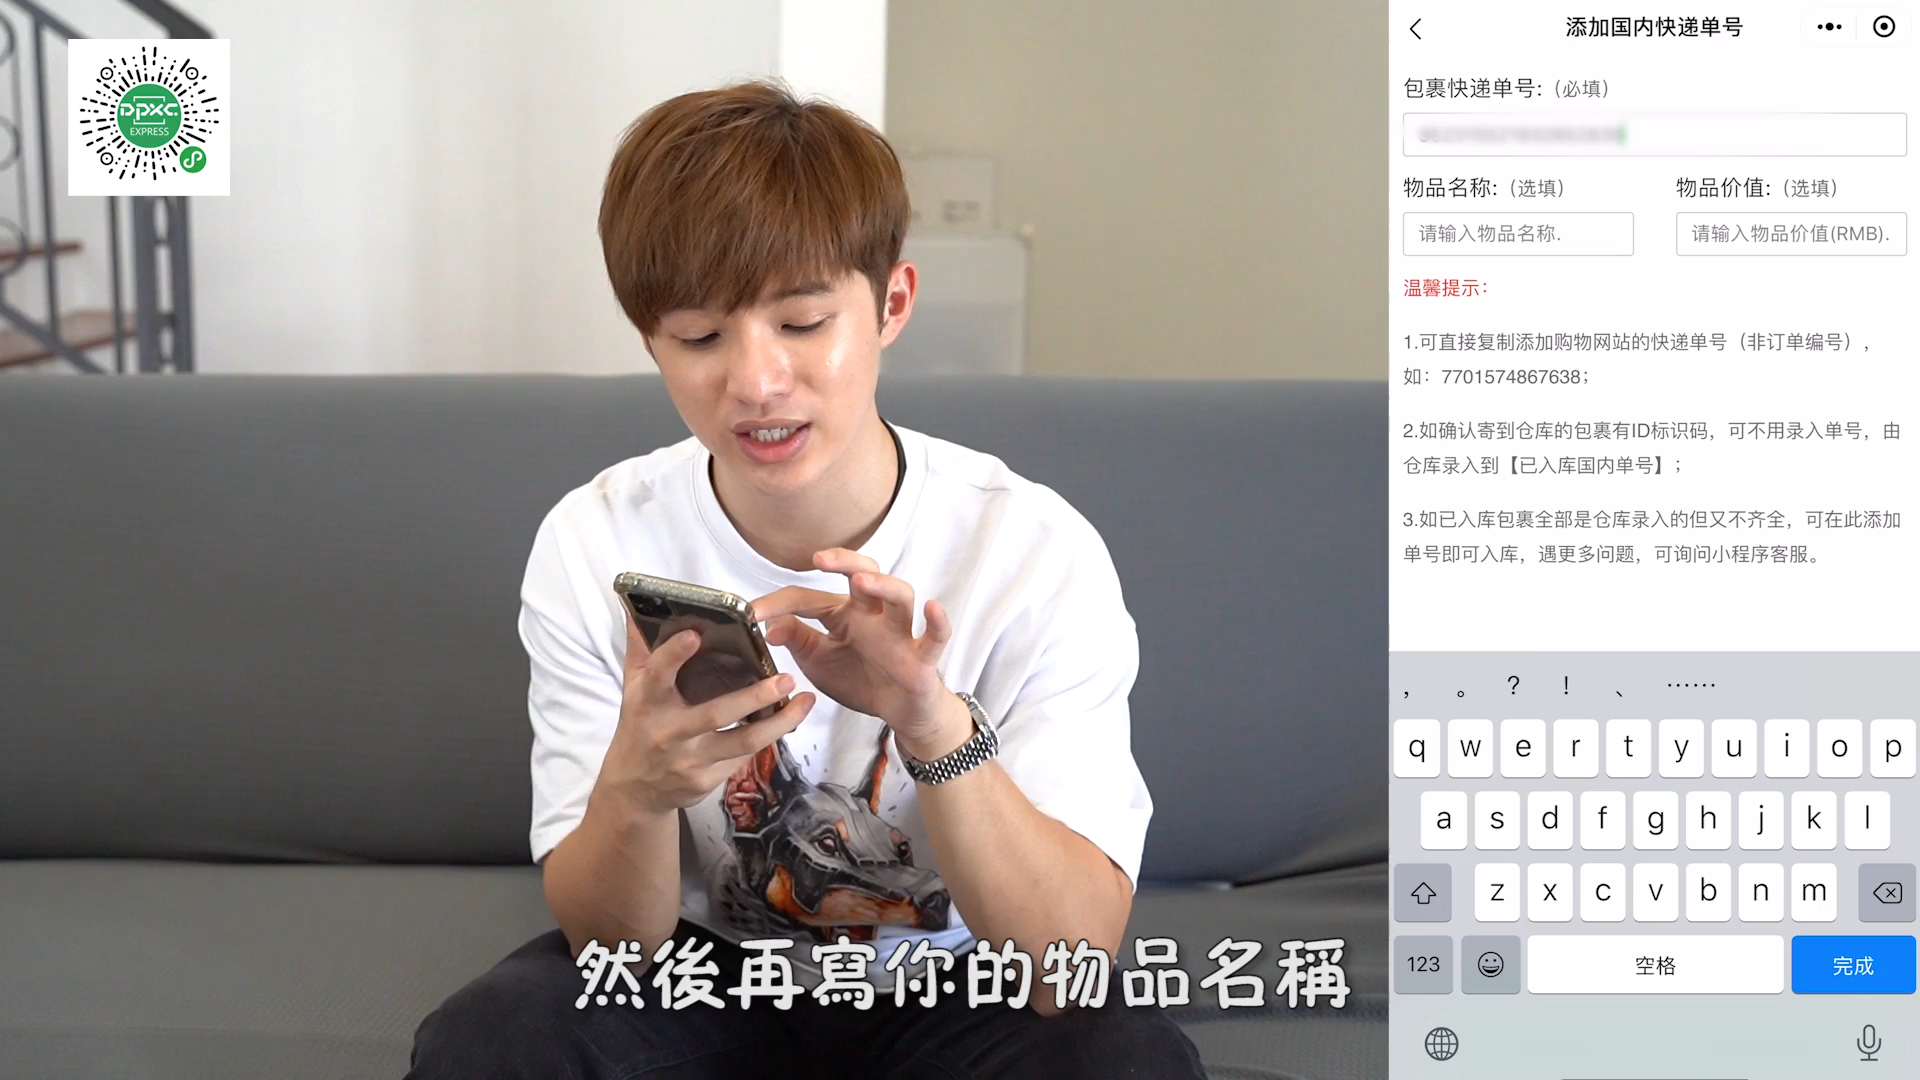 DPXC
EXPRESS
然後再寫你的物品名稱
添加国内快递单号
包裹快递单号:（必填）
物品名称:（选填）
物品价值:（选填）
请输入物品名称.
请输入物品价值(RMB).
温馨提示：
1.可直接复制添加购物网站的快递单号（非订单编号），
如：7701574867638；
2.如确认寄到仓库的包裹有ID标识码，可不用录入单号，由
仓库录入到【已入库国内单号】；
3.如已入库包裹全部是仓库录入的但又不齐全，可在此添加
单号即可入库，遇更多问题，可询问小程序客服。
， 。 ？ ！ 、 ……
q w e r t y u i o p
a s d f g h j k l
z x c v b n m
123 空格 完成